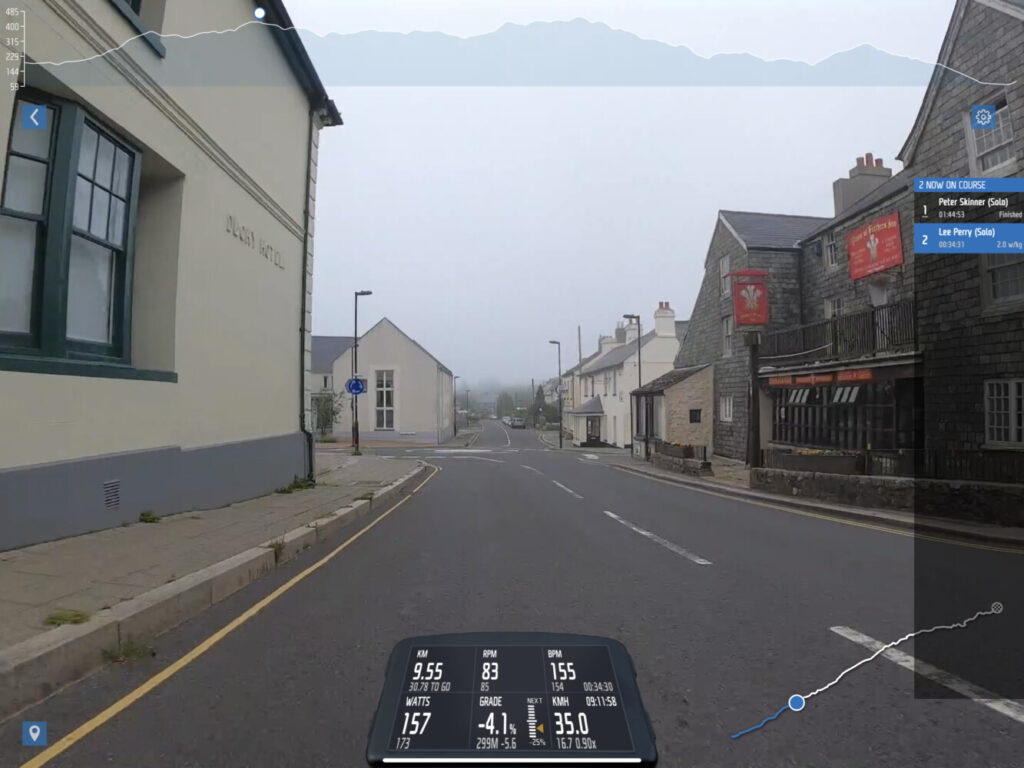 485
400
315
229
144
59
DUCHY HOTEL
2 NOW ON COURSE
1
Peter Skinner (Solo)
01:44:53 Finished
2
Lee Perry (Solo)
00:34:31 2.0 w/kg
KM RPM BPM
9.55 83 155
30.78 TO GO 85 154 00:34:30
WATTS GRADE NEXT KMH 09:11:58
157 -4.1% 35.0
173 299M -5.6 -25% 16.7 0.90x